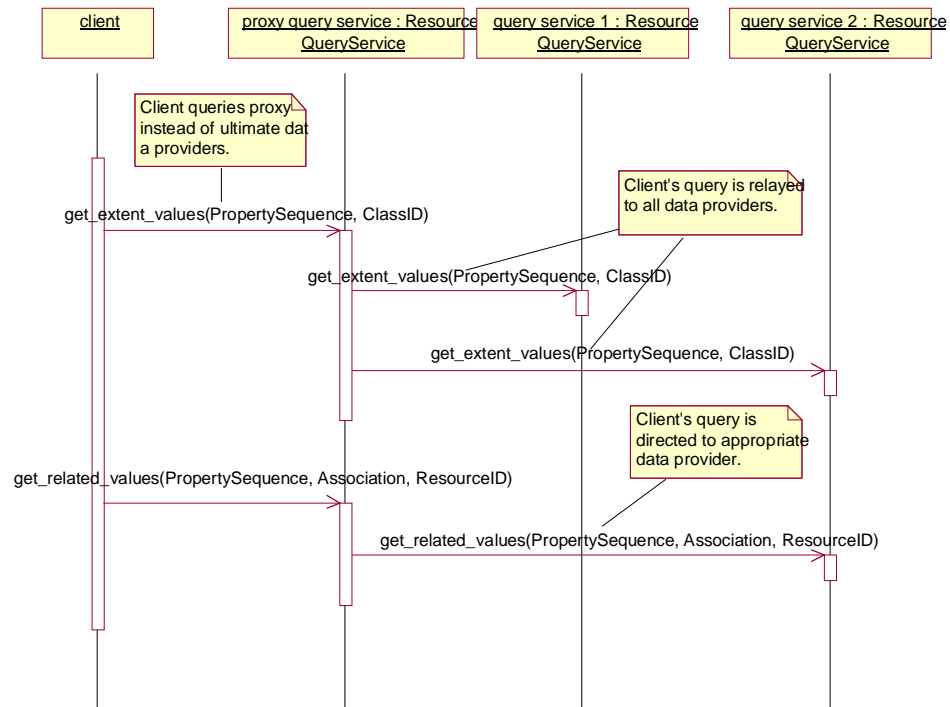 client
proxy query service : Resource
QueryService
query service 1 : Resource
QueryService
query service 2 : Resource
QueryService
Client queries proxy
instead of ultimate dat
a providers.
Client's query is relayed
to all data providers.
get_extent_values(PropertySequence, ClassID)
get_extent_values(PropertySequence, ClassID)
get_extent_values(PropertySequence, ClassID)
Client's query is
directed to appropriate
data provider.
get_related_values(PropertySequence, Association, ResourceID)
get_related_values(PropertySequence, Association, ResourceID)